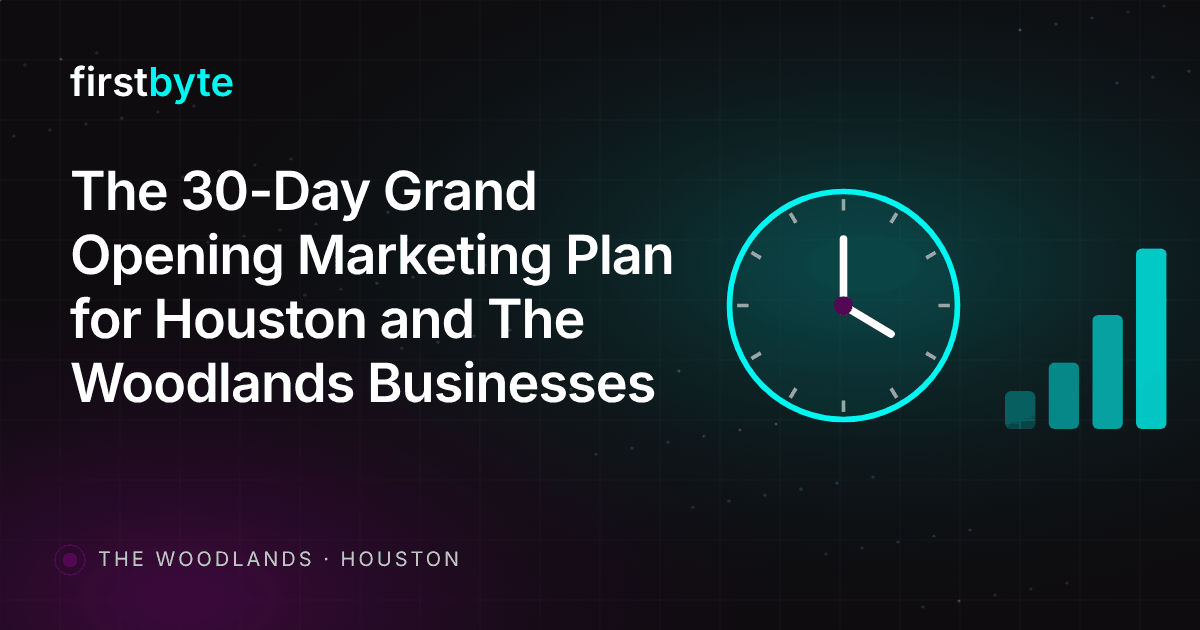 firstbyte
The 30-Day Grand
Opening Marketing Plan
for Houston and The
Woodlands Businesses
THE WOODLANDS · HOUSTON